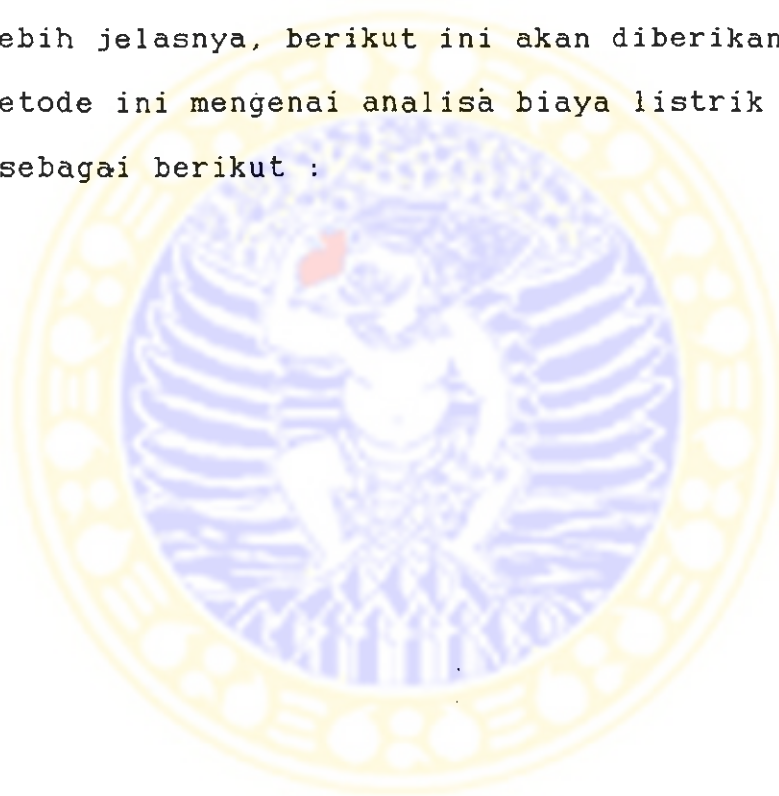 ebih jelasnya, berikut ini akan diberikan
etode ini mengenai analisa biaya listrik
sebagai berikut :